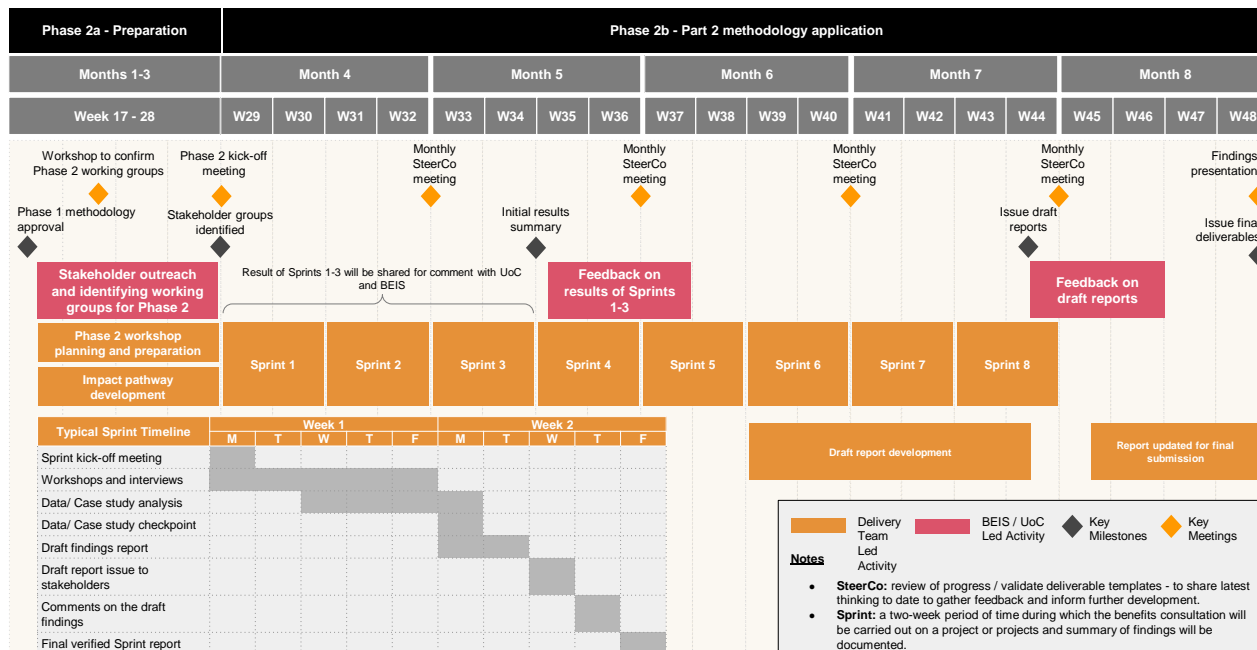 Phase 2a - Preparation
Phase 2b - Part 2 methodology application
Months 1-3
Month 4
Month 5
Month 6
Month 7
Month 8
Week 17 - 28
W29
W30
W31
W32
W33
W34
W35
W36
W37
W38
W39
W40
W41
W42
W43
W44
W45
W46
W47
W48
Workshop to confirm
Phase 2 working groups
Phase 2 kick-off
meeting
Monthly
SteerCo
meeting
Monthly
SteerCo
meeting
Monthly
SteerCo
meeting
Monthly
SteerCo
meeting
Findings
presentation
Phase 1 methodology
approval
Stakeholder groups
identified
Initial results
summary
Issue draft
reports
Issue final
deliverables
Stakeholder outreach
and identifying working
groups for Phase 2
Result of Sprints 1-3 will be shared for comment with UoC
and BEIS
Feedback on
results of Sprints
1-3
Feedback on
draft reports
Phase 2 workshop
planning and preparation
Impact pathway
development
Sprint 1
Sprint 2
Sprint 3
Sprint 4
Sprint 5
Sprint 6
Sprint 7
Sprint 8
Typical Sprint Timeline
Week 1
Week 2
M T W T F M T W T F
Sprint kick-off meeting
Workshops and interviews
Data/ Case study analysis
Data/ Case study checkpoint
Draft findings report
Draft report issue to
stakeholders
Comments on the draft
findings
Final verified Sprint report
Draft report development
Report updated for final
submission
Delivery
Team
Led
Activity
BEIS / UoC
Led Activity
Key
Milestones
Key
Meetings
Notes
• SteerCo: review of progress / validate deliverable templates - to share latest
thinking to date to gather feedback and inform further development.
• Sprint: a two-week period of time during which the benefits consultation will
be carried out on a project or projects and summary of findings will be
documented.